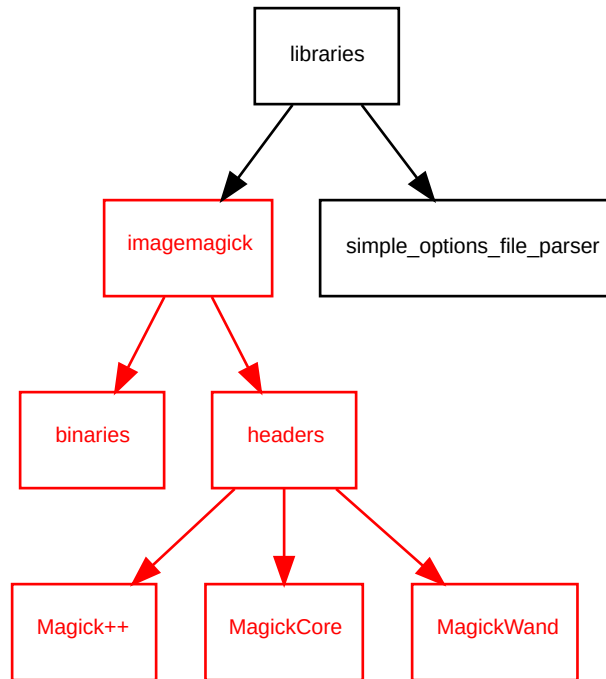 libraries
imagemagick
simple_options_file_parser
binaries
headers
Magick++
MagickCore
MagickWand